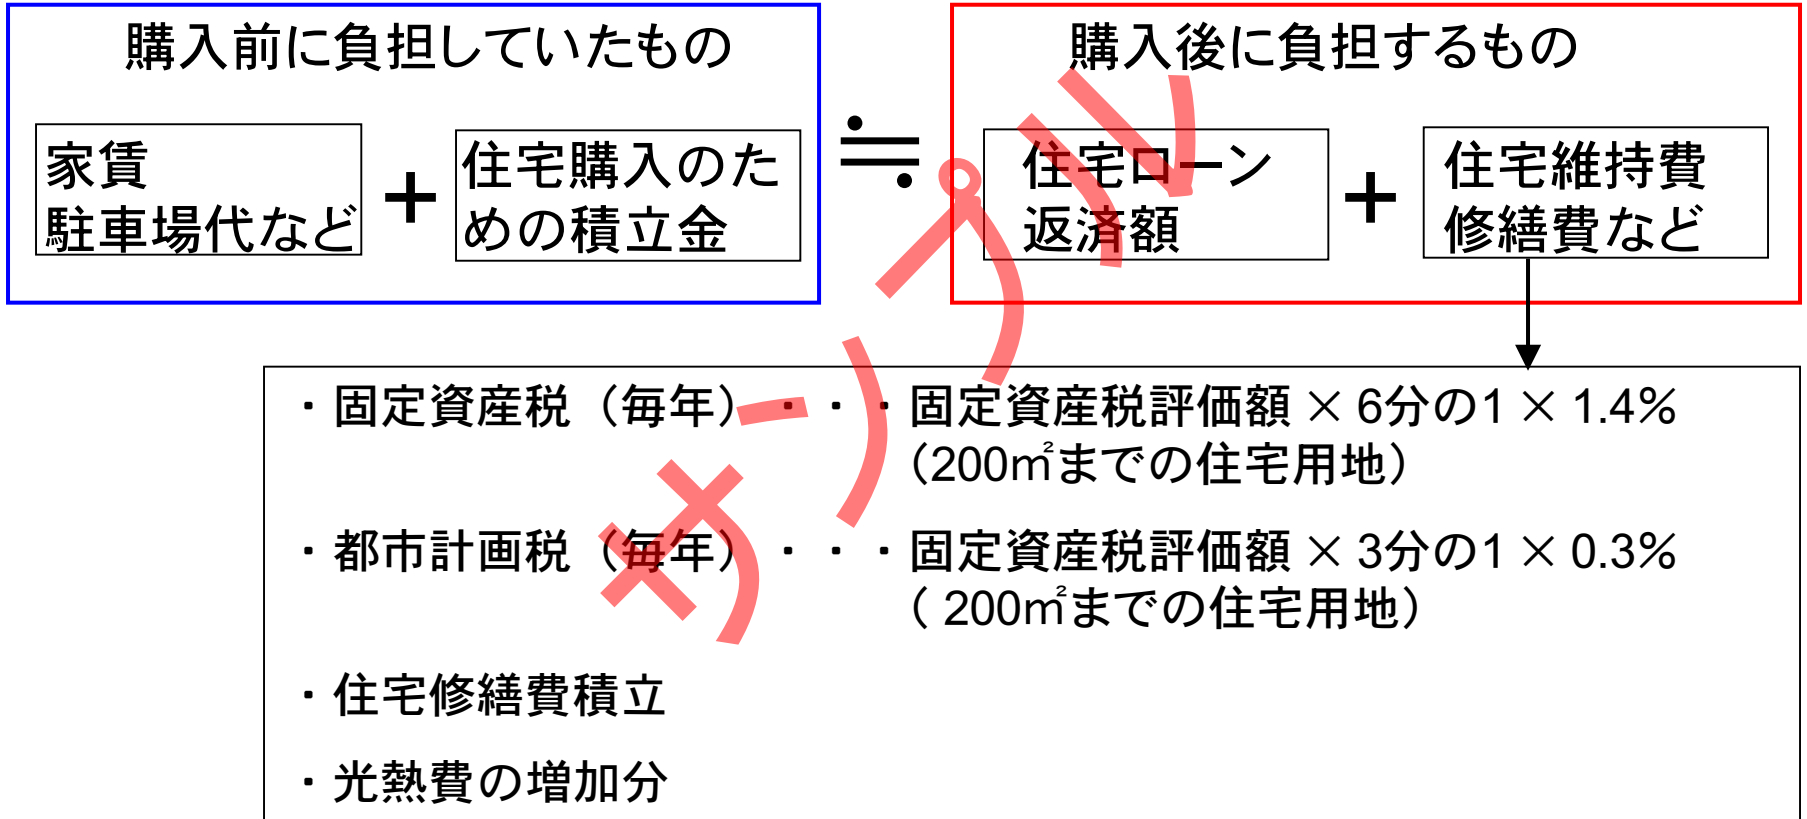 購入前に負担していたもの
家賃
駐車場代など
+
住宅購入のた
めの積立金
≒
購入後に負担するもの
住宅ローン
返済額
+
住宅維持費
修繕費など
・固定資産税（毎年）・・・固定資産税評価額 × 6分の1 × 1.4%
（200㎡までの住宅用地）
・都市計画税（毎年）・・・固定資産税評価額 × 3分の1 × 0.3%
（ 200㎡までの住宅用地）
・住宅修繕費積立
・光熱費の増加分
サンプル